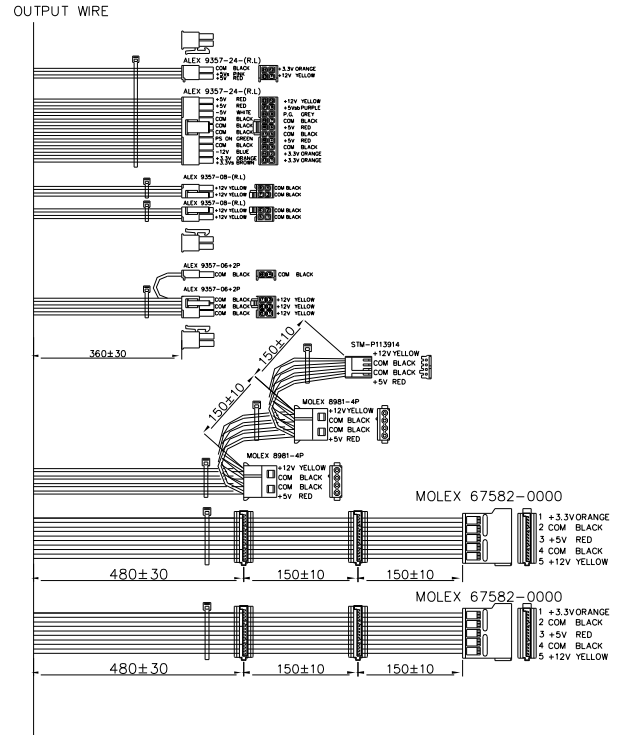 OUTPUT WIRE
ALEX 9357-24-(R.L)
COM BLACK
+5Vs PINK
+5V RED
+3.3V ORANGE
+12V YELLOW
ALEX 9357-24-(R.L)
+5V RED
+5V RED
-5V WHITE
COM BLACK
COM BLACK
COM BLACK
PS ON GREEN
COM BLACK
-12V BLUE
+3.3V ORANGE
+3.3Vs BROWN
+12V YELLOW
+5Vsb PURPLE
P.G. GREY
COM BLACK
+5V RED
COM BLACK
+5V RED
COM BLACK
+3.3V ORANGE
+3.3V ORANGE
ALEX 9357-08-(R.L)
+12V YELLOW COM BLACK
+12V YELLOW COM BLACK
ALEX 9357-08-(R.L)
+12V YELLOW COM BLACK
+12V YELLOW COM BLACK
ALEX 9357-06+2P
COM BLACK COM BLACK
ALEX 9357-06+2P
COM BLACK +12V YELLOW
COM BLACK +12V YELLOW
COM BLACK +12V YELLOW
360±30
150±10
150±10
STM-P113914
+12V YELLOW
COM BLACK
COM BLACK
+5V RED
MOLEX 8981-4P
+12V YELLOW
COM BLACK
COM BLACK
+5V RED
MOLEX 8981-4P
+12V YELLOW
COM BLACK
COM BLACK
+5V RED
MOLEX 67582-0000
1 +3.3V ORANGE
2 COM BLACK
3 +5V RED
4 COM BLACK
5 +12V YELLOW
480±30 150±10 150±10
MOLEX 67582-0000
1 +3.3V ORANGE
2 COM BLACK
3 +5V RED
4 COM BLACK
5 +12V YELLOW
480±30 150±10 150±10